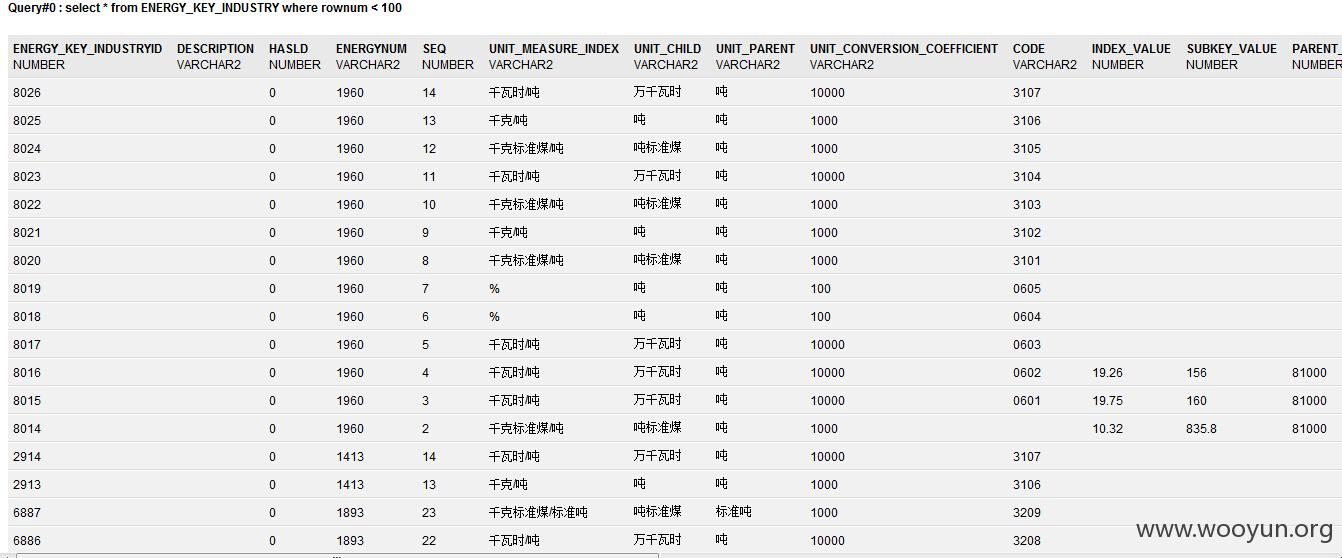 Query#0 : select * from ENERGY_KEY_INDUSTRY where rownum < 100
ENERGY_KEY_INDUSTRYID DESCRIPTION HASLD ENERGYNUM SEQ UNIT_MEASURE_INDEX UNIT_CHILD UNIT_PARENT UNIT_CONVERSION_COEFFICIENT CODE INDEX_VALUE SUBKEY_VALUE PARENT_
NUMBER VARCHAR2 NUMBER VARCHAR2 NUMBER VARCHAR2 VARCHAR2 VARCHAR2 VARCHAR2 VARCHAR2 NUMBER NUMBER NUMBER
8026 0 1960 14 千瓦时/吨 万千瓦时 吨 10000 3107
8025 0 1960 13 千克/吨 吨 吨 1000 3106
8024 0 1960 12 千克标准煤/吨 吨标准煤 吨 1000 3105
8023 0 1960 11 千瓦时/吨 万千瓦时 吨 10000 3104
8022 0 1960 10 千克标准煤/吨 吨标准煤 吨 1000 3103
8021 0 1960 9 千克/吨 吨 吨 1000 3102
8020 0 1960 8 千克标准煤/吨 吨标准煤 吨 1000 3101
8019 0 1960 7 % 吨 吨 100 0605
8018 0 1960 6 % 吨 吨 100 0604
8017 0 1960 5 千瓦时/吨 万千瓦时 吨 10000 0603
8016 0 1960 4 千瓦时/吨 万千瓦时 吨 10000 0602 19.26 156 81000
8015 0 1960 3 千瓦时/吨 万千瓦时 吨 10000 0601 19.75 160 81000
8014 0 1960 2 千克标准煤/吨 吨标准煤 吨 1000 10.32 835.8 81000
2914 0 1413 14 千瓦时/吨 万千瓦时 吨 10000 3107
2913 0 1413 13 千克/吨 吨 吨 1000 3106
6887 0 1893 23 千克标准煤/标准吨 吨标准煤 标准吨 1000 3209
6886 0 1893 22 千瓦时/吨 万千瓦时 吨 10000 3208
www.wooyun.org